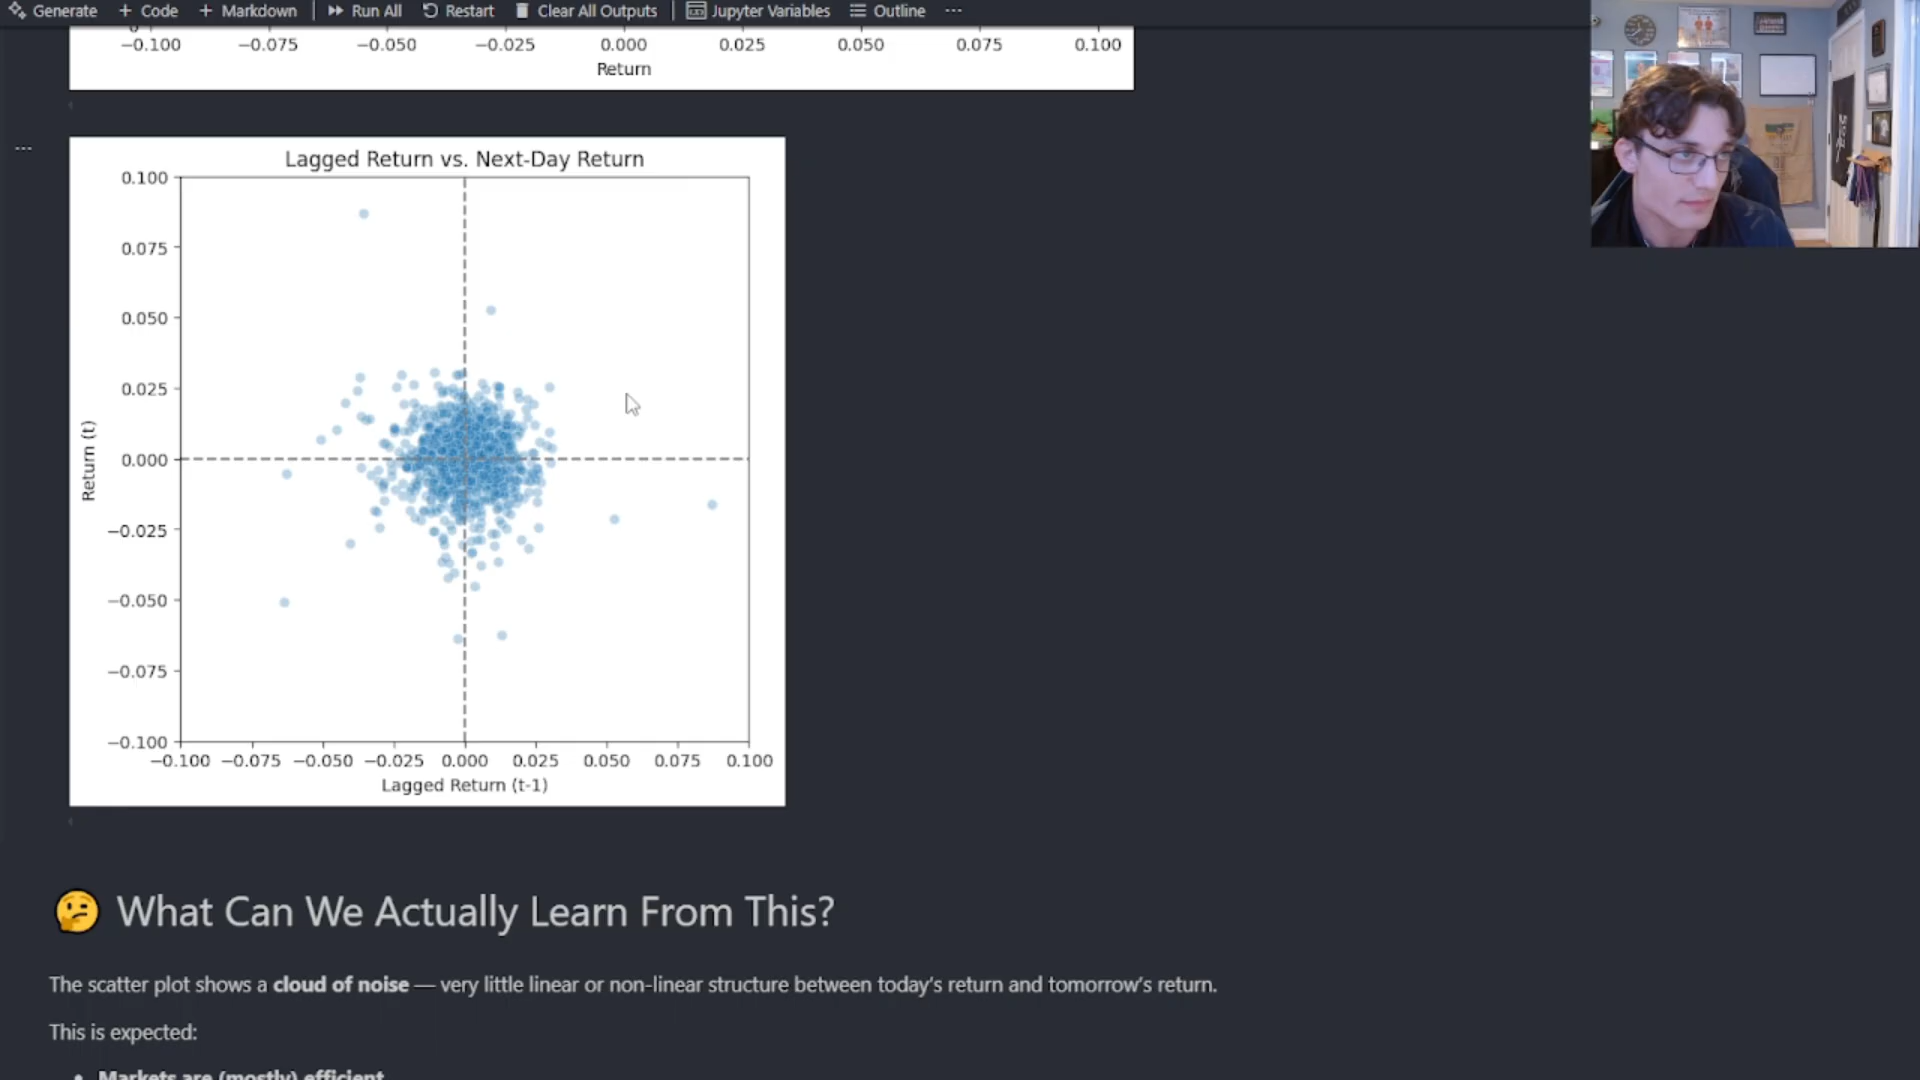 Generate + Code + Markdown Run All Restart Clear All Outputs Jupyter Variables Outline ...
−0.100 −0.075 −0.050 −0.025 0.000 0.025 0.050 0.075 0.100
Return
...
Lagged Return vs. Next-Day Return
0.100
0.075
0.050
0.025
0.000
−0.025
−0.050
−0.075
−0.100
Return (t)
−0.100 −0.075 −0.050 −0.025 0.000 0.025 0.050 0.075 0.100
Lagged Return (t-1)
What Can We Actually Learn From This?
The scatter plot shows a cloud of noise — very little linear or non-linear structure between today's return and tomorrow's return.
This is expected:
• Markets are (mostly) efficient